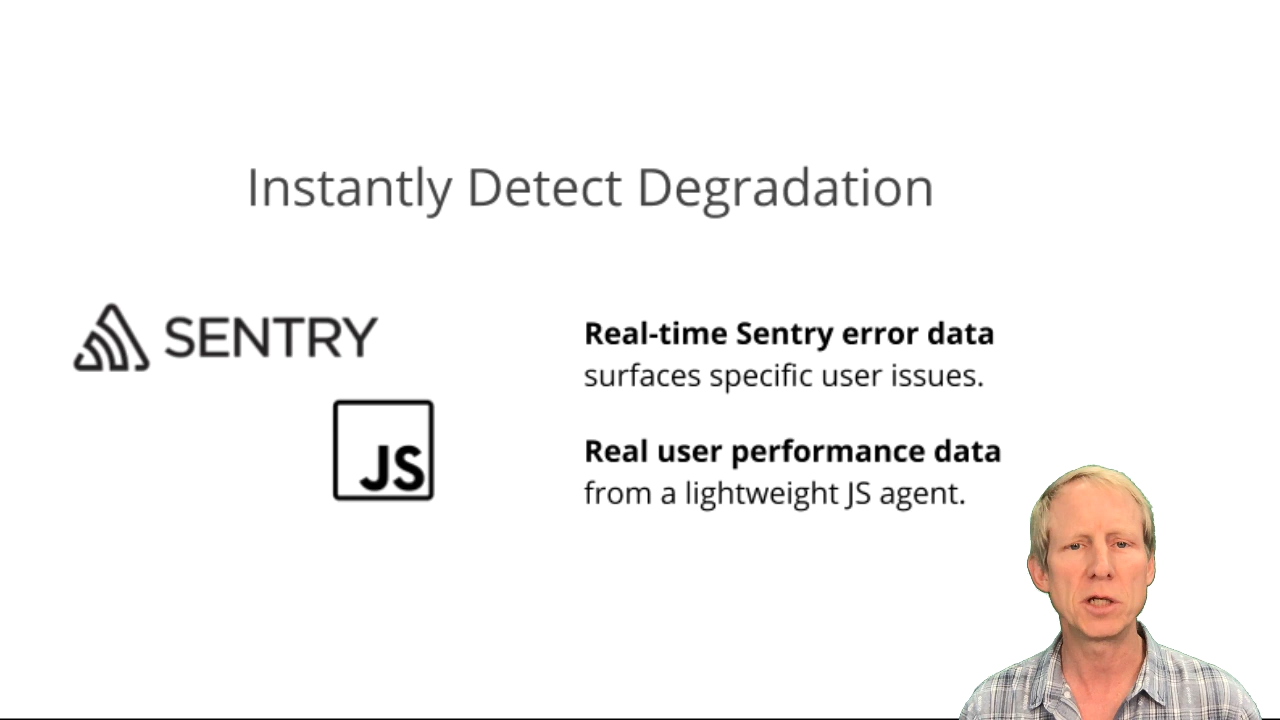 Instantly Detect Degradation
SENTRY
Real-time Sentry error data
surfaces specific user issues.
JS
Real user performance data
from a lightweight JS agent.